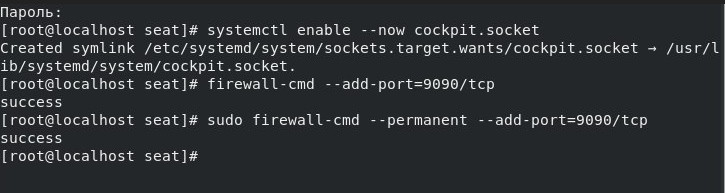 Пароль:
[root@localhost seat]# systemctl enable --now cockpit.socket
Created symlink /etc/systemd/system/sockets.target.wants/cockpit.socket → /usr/l
ib/systemd/system/cockpit.socket.
[root@localhost seat]# firewall-cmd --add-port=9090/tcp
success
[root@localhost seat]# sudo firewall-cmd --permanent --add-port=9090/tcp
success
[root@localhost seat]#